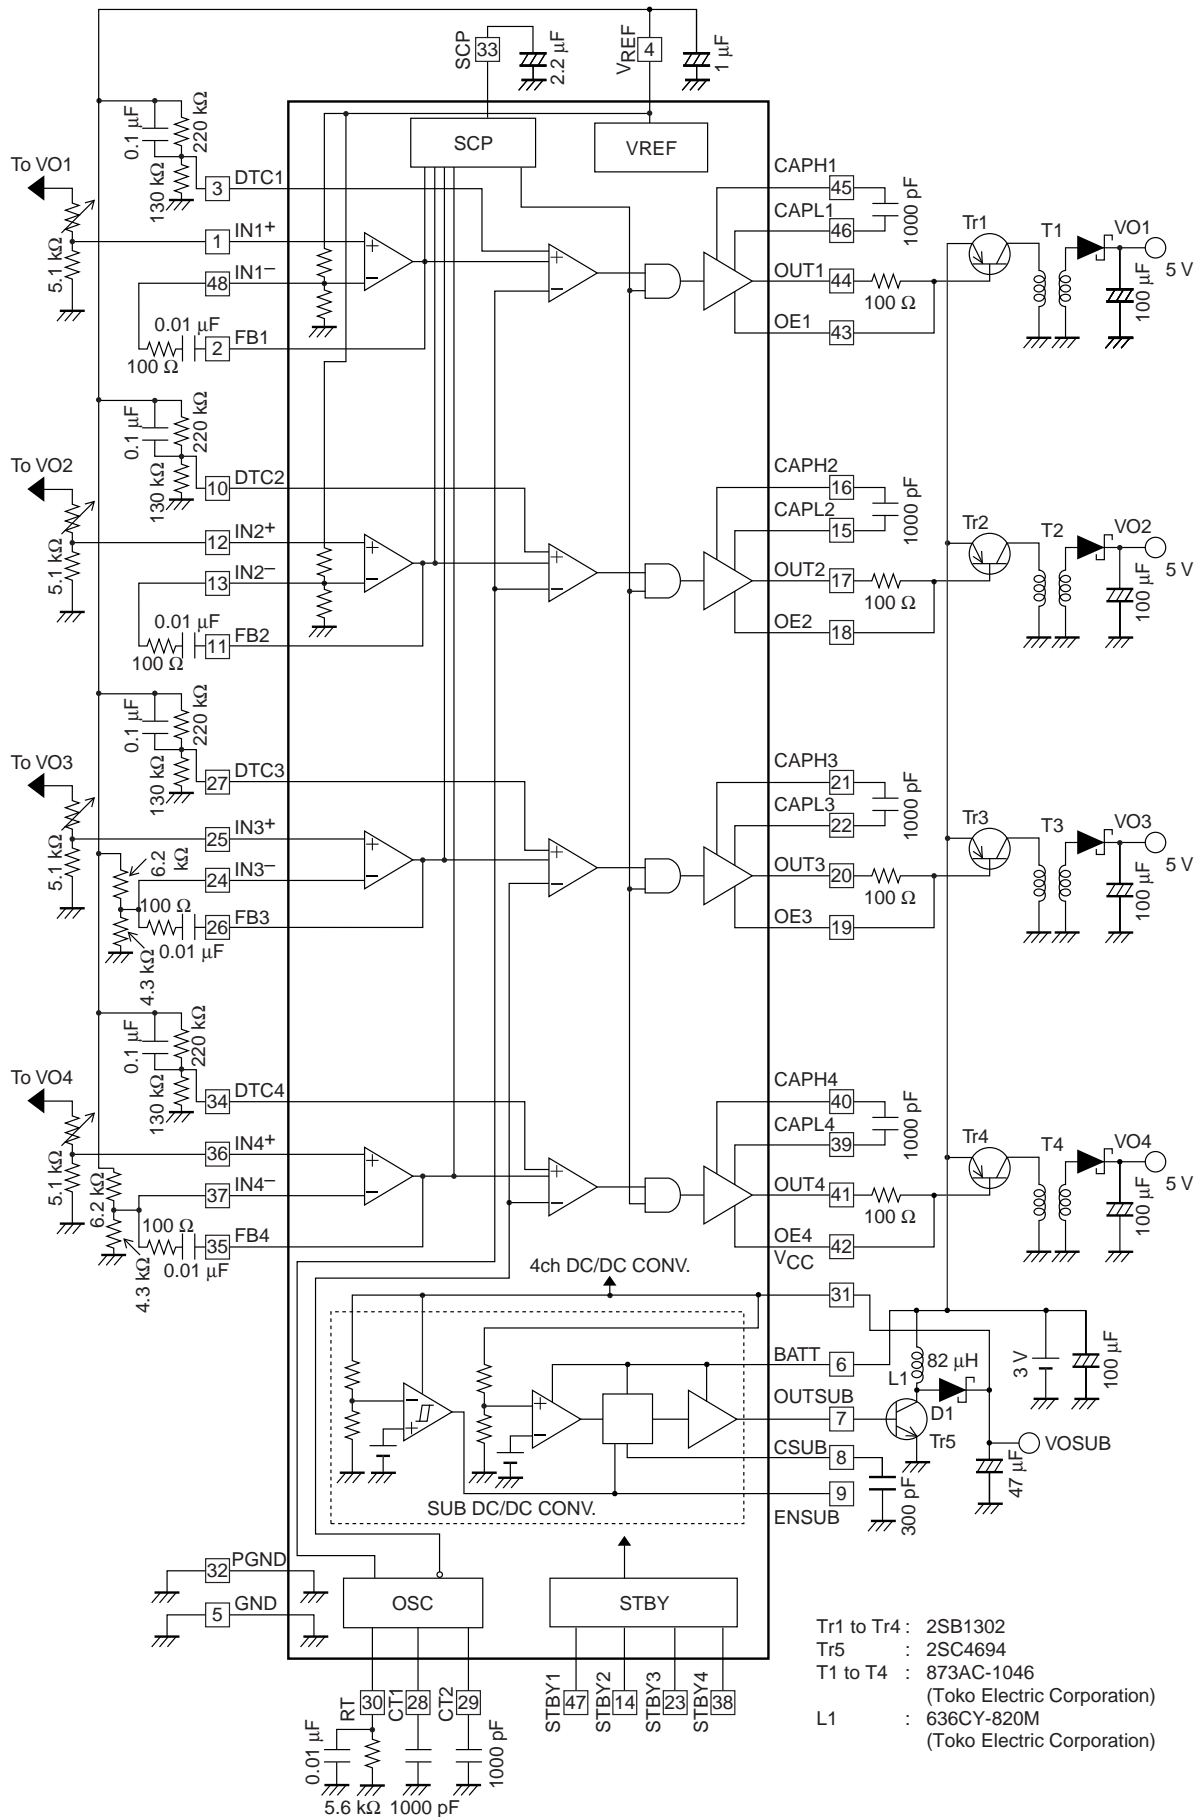 SCP
33
2.2 µF
VREF
4
1 µF
SCP
VREF
0.1 µF
220 kΩ
130 kΩ
To VO1
5.1 kΩ
3
DTC1
1
IN1+
48
IN1−
0.01 µF
100 Ω
2
FB1
CAPH1
45
CAPL1
46
1000 pF
OUT1
44
100 Ω
OE1
43
Tr1
T1
VO1
5 V
100 µF
0.1 µF
220 kΩ
130 kΩ
To VO2
5.1 kΩ
10
DTC2
12
IN2+
13
IN2−
0.01 µF
100 Ω
11
FB2
CAPH2
16
CAPL2
15
1000 pF
OUT2
17
100 Ω
OE2
18
Tr2
T2
VO2
5 V
100 µF
0.1 µF
220 kΩ
130 kΩ
To VO3
5.1 kΩ
27
DTC3
25
IN3+
6.2
kΩ
24
IN3−
100 Ω
26
FB3
0.01 µF
4.3 kΩ
CAPH3
21
CAPL3
22
1000 pF
OUT3
20
100 Ω
OE3
19
Tr3
T3
VO3
5 V
100 µF
0.1 µF
220 kΩ
130 kΩ
To VO4
5.1 kΩ
34
DTC4
36
IN4+
6.2 kΩ
37
IN4−
100 Ω
35
FB4
0.01 µF
4.3 kΩ
CAPH4
40
CAPL4
39
1000 pF
OUT4
41
100 Ω
OE4
42
Tr4
T4
VO4
5 V
100 µF
VCC
31
4ch DC/DC CONV.
BATT
6
82 µH
L1
3 V
100 µF
OUTSUB
7
D1
Tr5
VOSUB
CSUB
8
47 µF
300 pF
9
ENSUB
SUB DC/DC CONV.
32
PGND
5
GND
OSC
STBY
RT
30
CT1
28
CT2
29
STBY1
47
STBY2
14
STBY3
23
STBY4
38
0.01 µF
5.6 kΩ
1000 pF
1000 pF
Tr1 to Tr4 : 2SB1302
Tr5 : 2SC4694
T1 to T4 : 873AC-1046
(Toko Electric Corporation)
L1 : 636CY-820M
(Toko Electric Corporation)